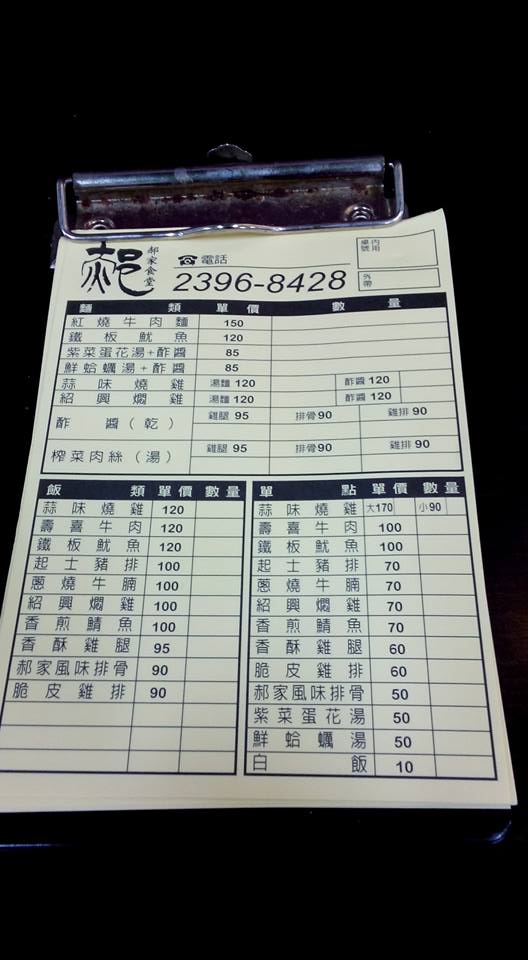 郝
郝家食堂
☎ 電話
2396-8428
桌號 內用
外帶
麵 類 單 價 數 量
紅燒牛肉麵 150
鐵板魷魚 120
紫菜蛋花湯+酢醬 85
鮮蛤蠣湯+酢醬 85
蒜味燒雞 湯麵 120 酢醬 120
紹興燜雞 湯麵 120 酢醬 120
酢醬(乾) 雞腿 95 排骨90 雞排 90
榨菜肉絲(湯) 雞腿 95 排骨90 雞排 90
飯 類 單 價 數 量
蒜味燒雞 120
壽喜牛肉 120
鐵板魷魚 120
起士豬排 100
蔥燒牛腩 100
紹興燜雞 100
香煎鯖魚 100
香酥雞腿 95
郝家風味排骨 90
脆皮雞排 90
單 點 單 價 數 量
蒜味燒雞 大170 小90
壽喜牛肉 100
鐵板魷魚 100
起士豬排 70
蔥燒牛腩 70
紹興燜雞 70
香煎鯖魚 70
香酥雞腿 60
脆皮雞排 60
郝家風味排骨 50
紫菜蛋花湯 50
鮮蛤蠣湯 50
白飯 10